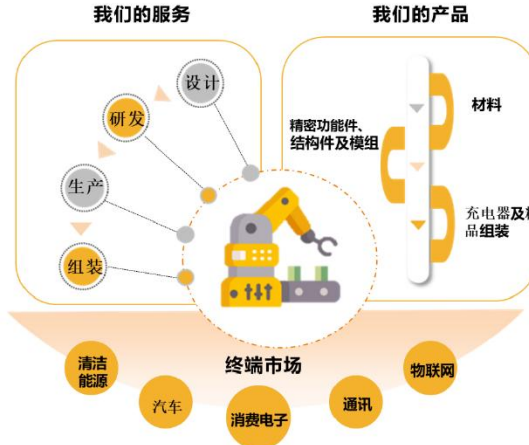 我们的服务
我们的产品
设计
研发
生产
组装
材料
精密功能件、
结构件及模组
充电器及
品组装
终端市场
清洁
能源
汽车
消费电子
通讯
物联网